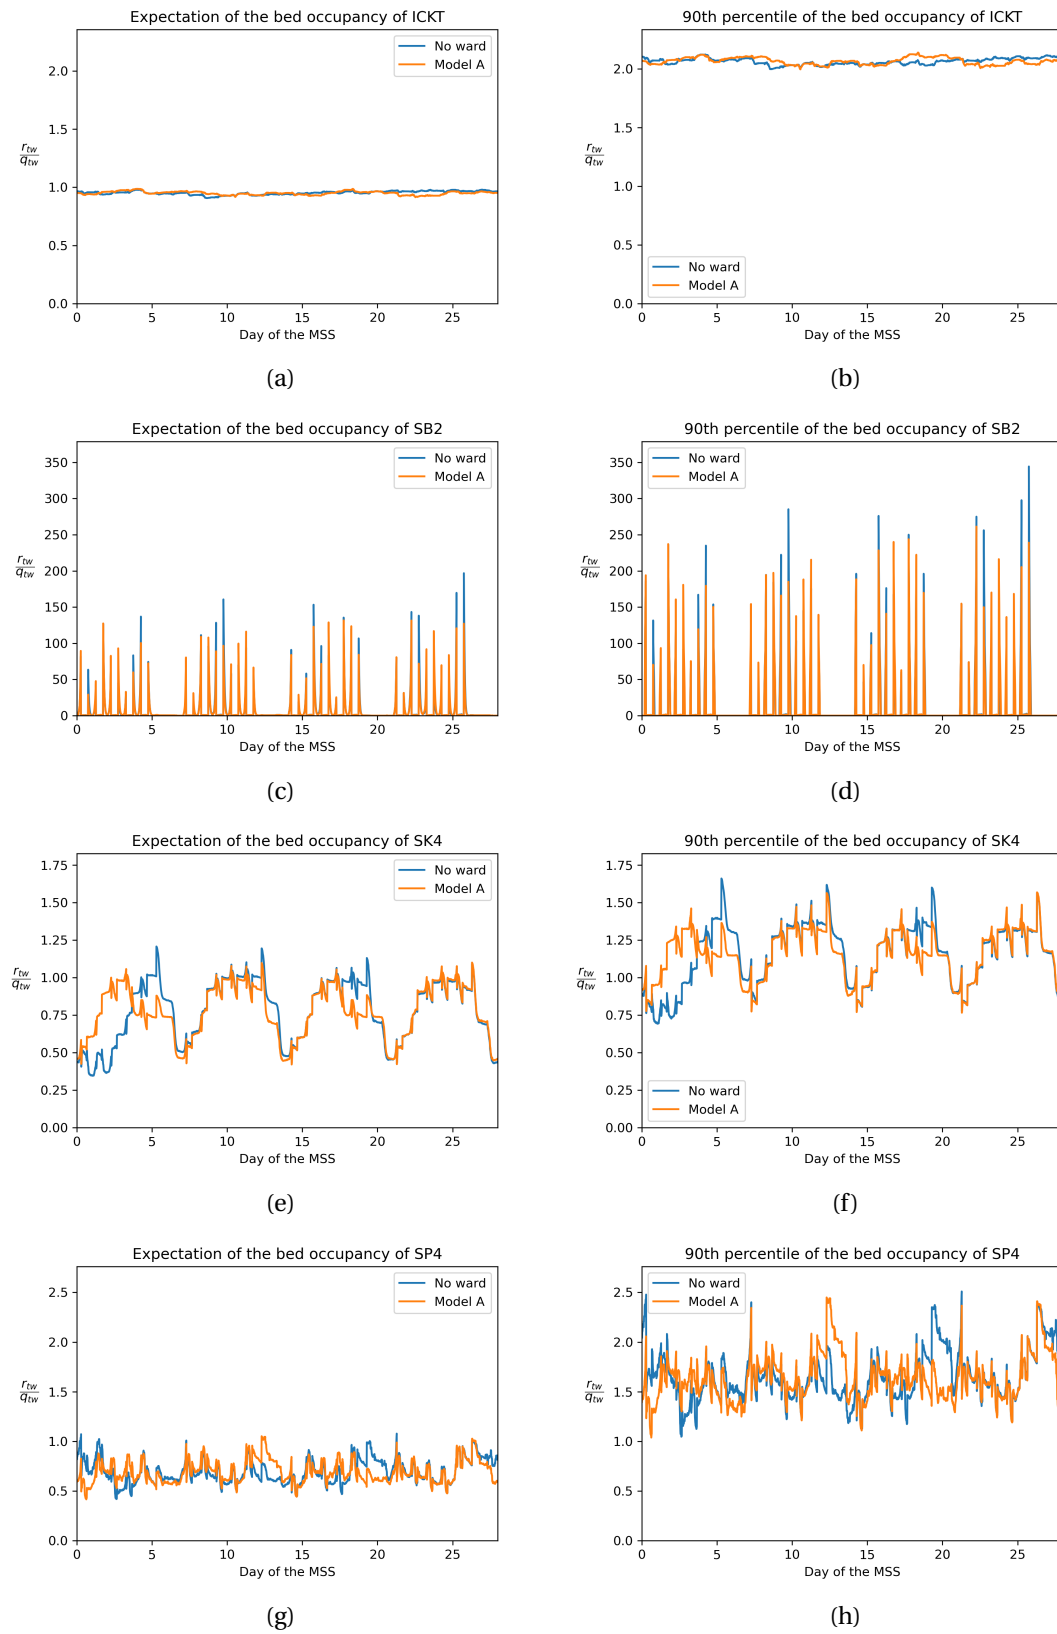 Expectation of the bed occupancy of ICKT
2.0
1.5
1.0
0.5
0.0
r_tw
q_tw
No ward
Model A
0 5 10 15 20 25
Day of the MSS
(a)
90th percentile of the bed occupancy of ICKT
2.0
1.5
1.0
0.5
0.0
r_tw
q_tw
No ward
Model A
0 5 10 15 20 25
Day of the MSS
(b)
Expectation of the bed occupancy of SB2
350
300
250
200
150
100
50
0
r_tw
q_tw
No ward
Model A
0 5 10 15 20 25
Day of the MSS
(c)
90th percentile of the bed occupancy of SB2
350
300
250
200
150
100
50
0
r_tw
q_tw
No ward
Model A
0 5 10 15 20 25
Day of the MSS
(d)
Expectation of the bed occupancy of SK4
1.75
1.50
1.25
1.00
0.75
0.50
0.25
0.00
r_tw
q_tw
No ward
Model A
0 5 10 15 20 25
Day of the MSS
(e)
90th percentile of the bed occupancy of SK4
1.75
1.50
1.25
1.00
0.75
0.50
0.25
0.00
r_tw
q_tw
No ward
Model A
0 5 10 15 20 25
Day of the MSS
(f)
Expectation of the bed occupancy of SP4
2.5
2.0
1.5
1.0
0.5
0.0
r_tw
q_tw
No ward
Model A
0 5 10 15 20 25
Day of the MSS
(g)
90th percentile of the bed occupancy of SP4
2.5
2.0
1.5
1.0
0.5
0.0
r_tw
q_tw
No ward
Model A
0 5 10 15 20 25
Day of the MSS
(h)